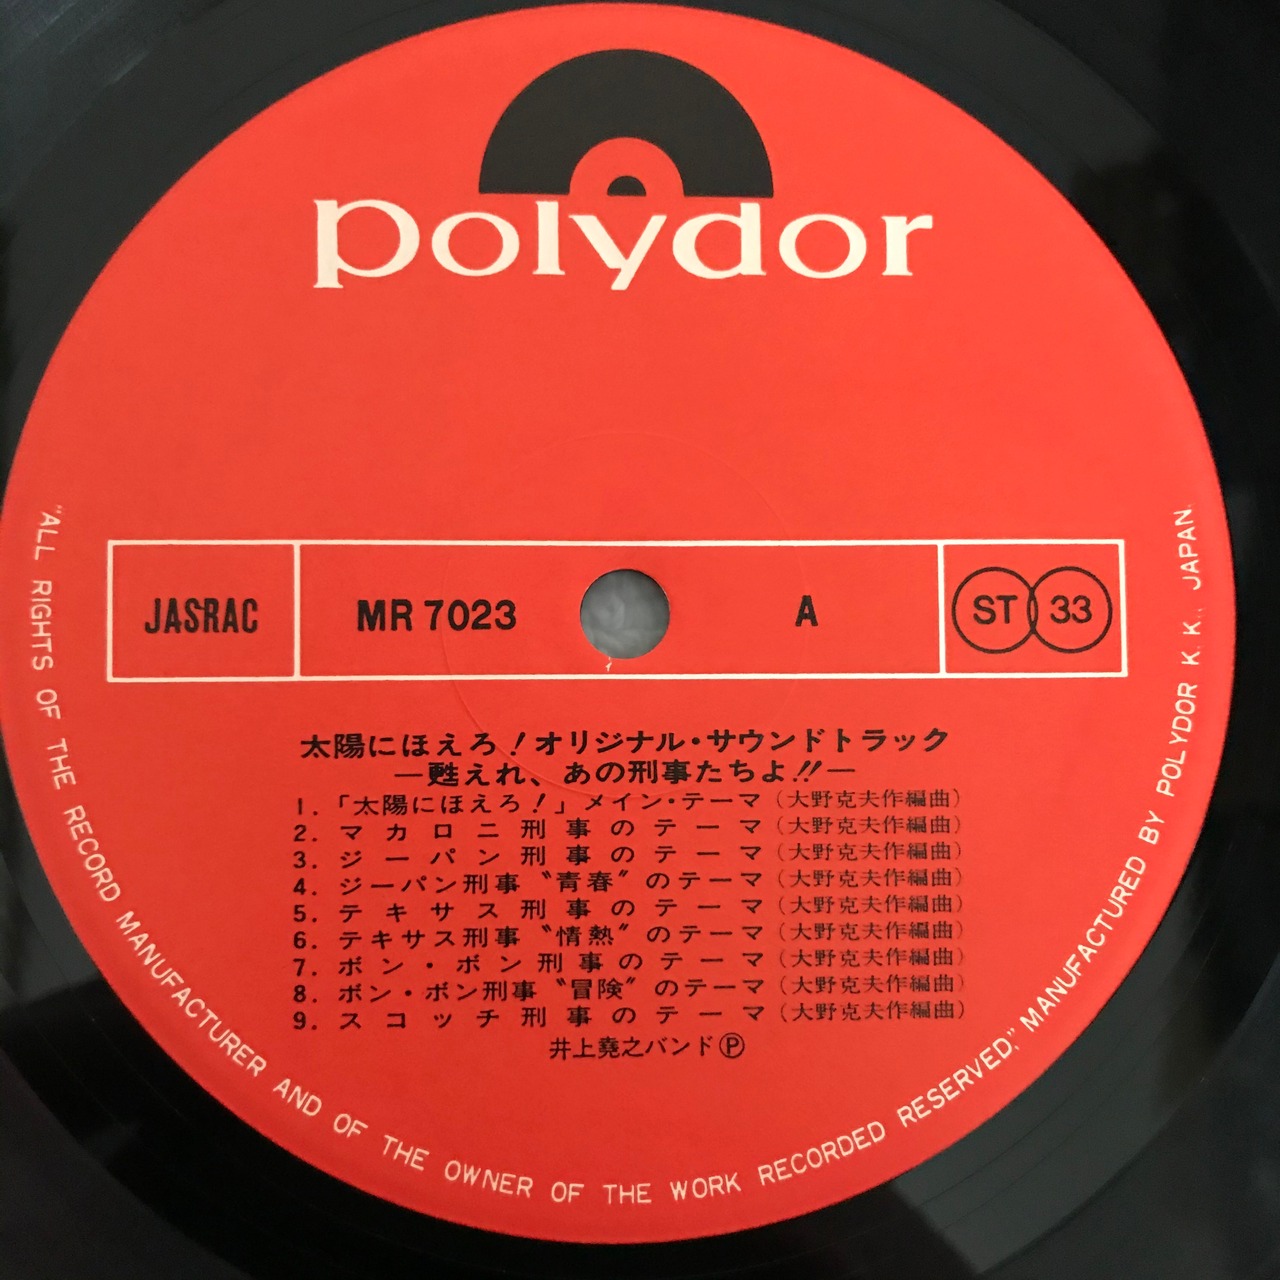 polydor
JASRAC
MR 7023
A
ST 33
太陽にほえろ!オリジナル・サウンドトラック
—甦えれ、あの刑事たちよ!!—
1.「太陽にほえろ!」メイン・テーマ(大野克夫作編曲)
2.マカロニ刑事のテーマ(大野克夫作編曲)
3.ジーパン刑事のテーマ(大野克夫作編曲)
4.ジーパン刑事〝青春〟のテーマ(大野克夫作編曲)
5.テキサス刑事のテーマ(大野克夫作編曲)
6.テキサス刑事〝情熱〟のテーマ(大野克夫作編曲)
7.ボン・ボン刑事のテーマ(大野克夫作編曲)
8.ボン・ボン刑事〝冒険〟のテーマ(大野克夫作編曲)
9.スコッチ刑事のテーマ(大野克夫作編曲)
井上堯之バンドⓅ
"ALL RIGHTS OF THE RECORD MANUFACTURER AND OF THE OWNER OF THE WORK RECORDED RESERVED," MANUFACTURED BY POLYDOR K. K., JAPAN